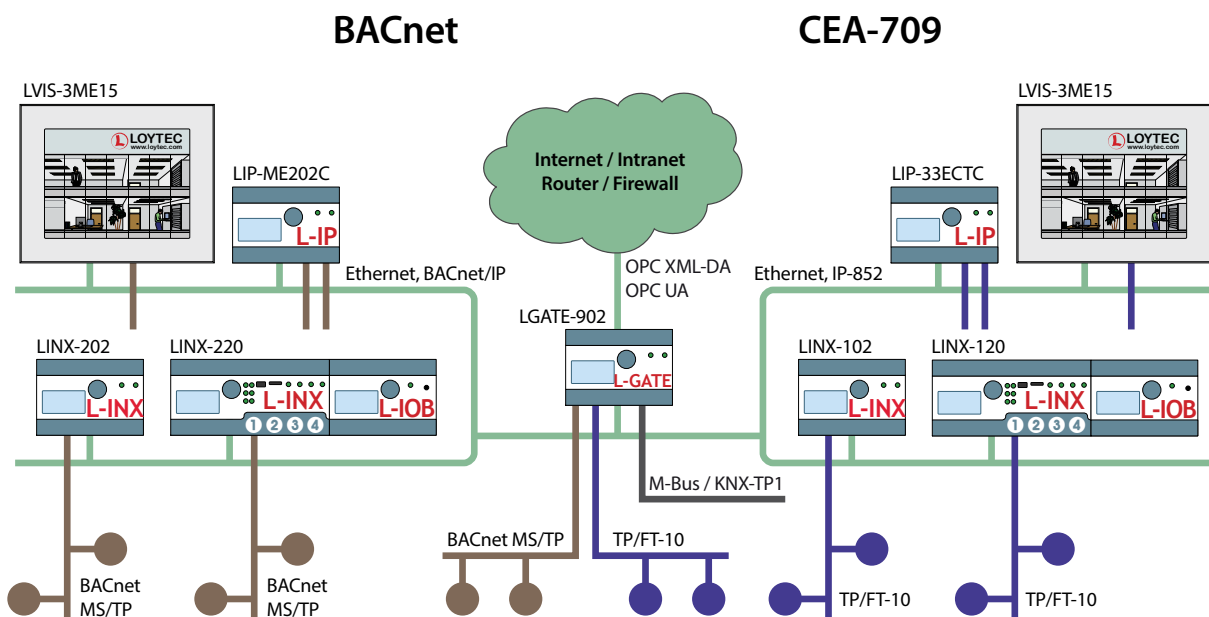 BACnet
CEA-709
LVIS-3ME15
LOYTEC
www.loytec.com
LIP-ME202C
L-IP
Internet / Intranet
Router / Firewall
LIP-33ECTC
L-IP
LVIS-3ME15
LOYTEC
www.loytec.com
Ethernet, BACnet/IP
OPC XML-DA
OPC UA
Ethernet, IP-852
LGATE-902
L-GATE
LINX-202
L-INX
LINX-220
L-INX
1 2 3 4
L-IOB
LINX-102
L-INX
LINX-120
L-INX
1 2 3 4
L-IOB
M-Bus / KNX-TP1
BACnet MS/TP
TP/FT-10
BACnet
MS/TP
BACnet
MS/TP
TP/FT-10
TP/FT-10